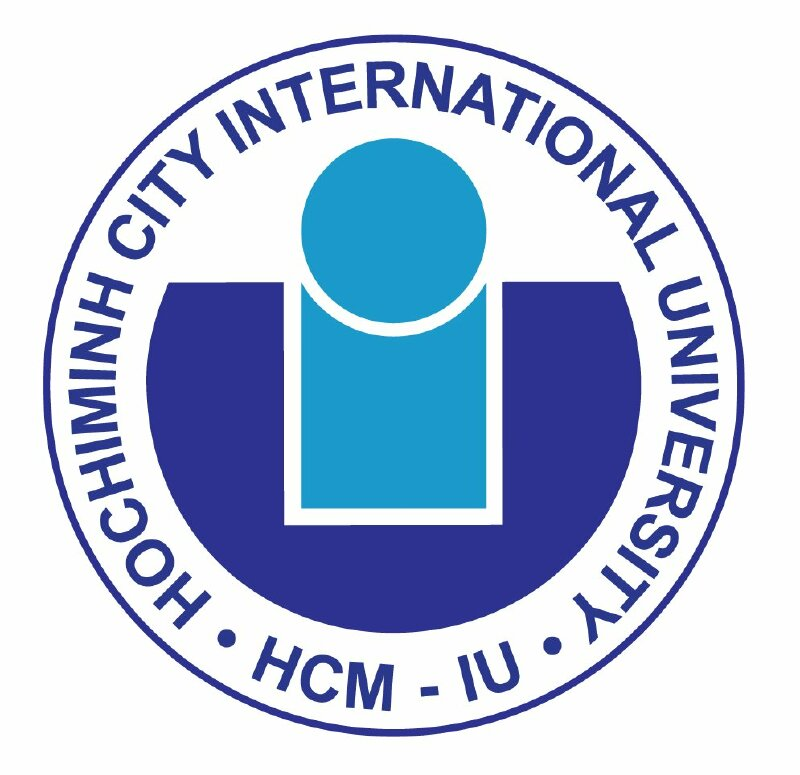 HOCHIMINH CITY INTERNATIONAL UNIVERSITY
• HCM - IU •